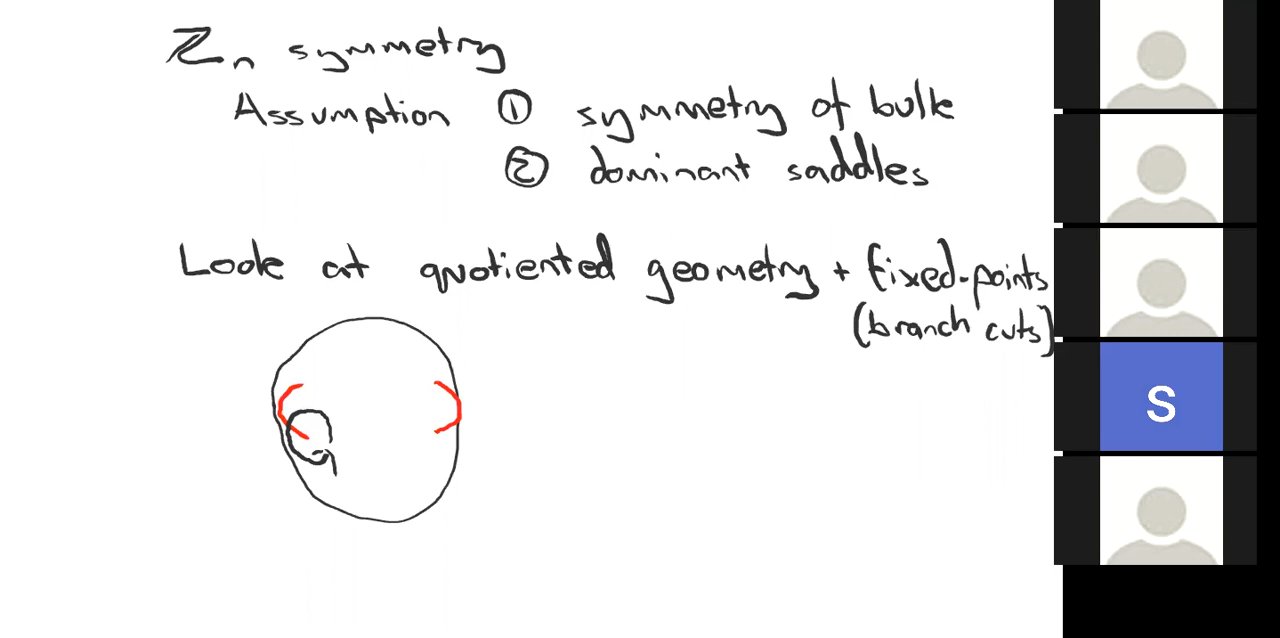 ℤₙ symmetry
Assumption ① symmetry of bulk
② dominant saddles
Look at quotiented geometry + fixed-points
(branch cuts)
S